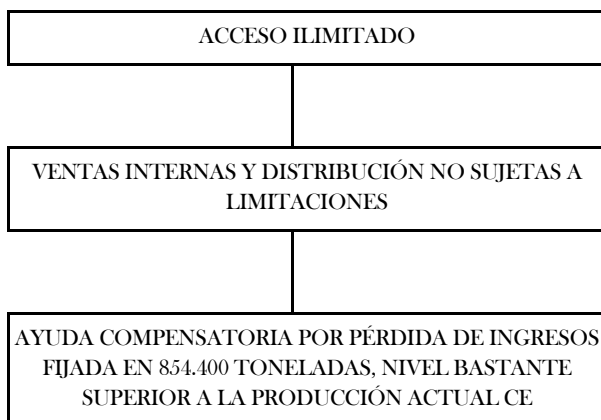 ACCESO ILIMITADO
VENTAS INTERNAS Y DISTRIBUCIÓN NO SUJETAS A
LIMITACIONES
AYUDA COMPENSATORIA POR PÉRDIDA DE INGRESOS
FIJADA EN 854.400 TONELADAS, NIVEL BASTANTE
SUPERIOR A LA PRODUCCIÓN ACTUAL CE